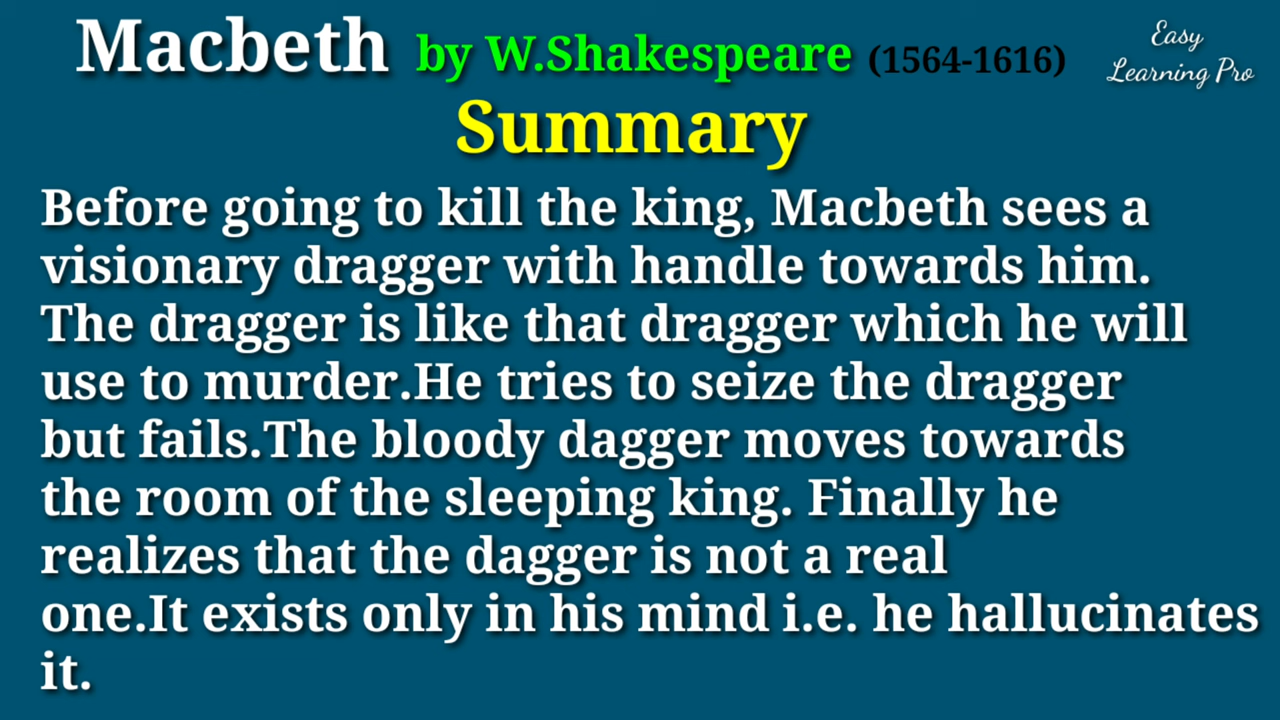 Macbeth by W.Shakespeare (1564-1616)
Easy
Learning Pro
Summary
Before going to kill the king, Macbeth sees a
visionary dragger with handle towards him.
The dragger is like that dragger which he will
use to murder.He tries to seize the dragger
but fails.The bloody dagger moves towards
the room of the sleeping king. Finally he
realizes that the dagger is not a real
one.It exists only in his mind i.e. he hallucinates
it.